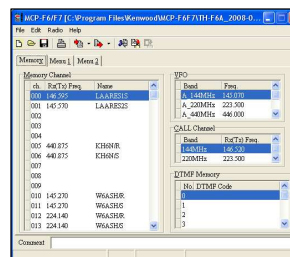 MCP-F6/F7 [C:\Program Files\Kenwood\MCP-F6F7\TH-F6A_2008-0...
File Edit Radio Help
Memory Menu 1 Menu 2
Memory Channel
ch. Rx(Tx) Freq. Name
000 146.595 LAARES1S
001 145.570 LAARES2S
002
003
004
005 440.875 KH6N/R
006 440.875 KH6N/S
007
008
009
010 145.270 W6ASH/R
011 145.270 W6ASH/S
012 224.140 W6ASH/R
013 224.140 W6ASH/S
VFO
Band Freq.
A_144MHz 145.070
A_220MHz 223.500
A_440MHz 446.000
CALL Channel
Band Rx(Tx) Freq.
144MHz 146.520
220MHz 223.500
DTMF Memory
No. DTMF Code
0
1
2
3
Comment